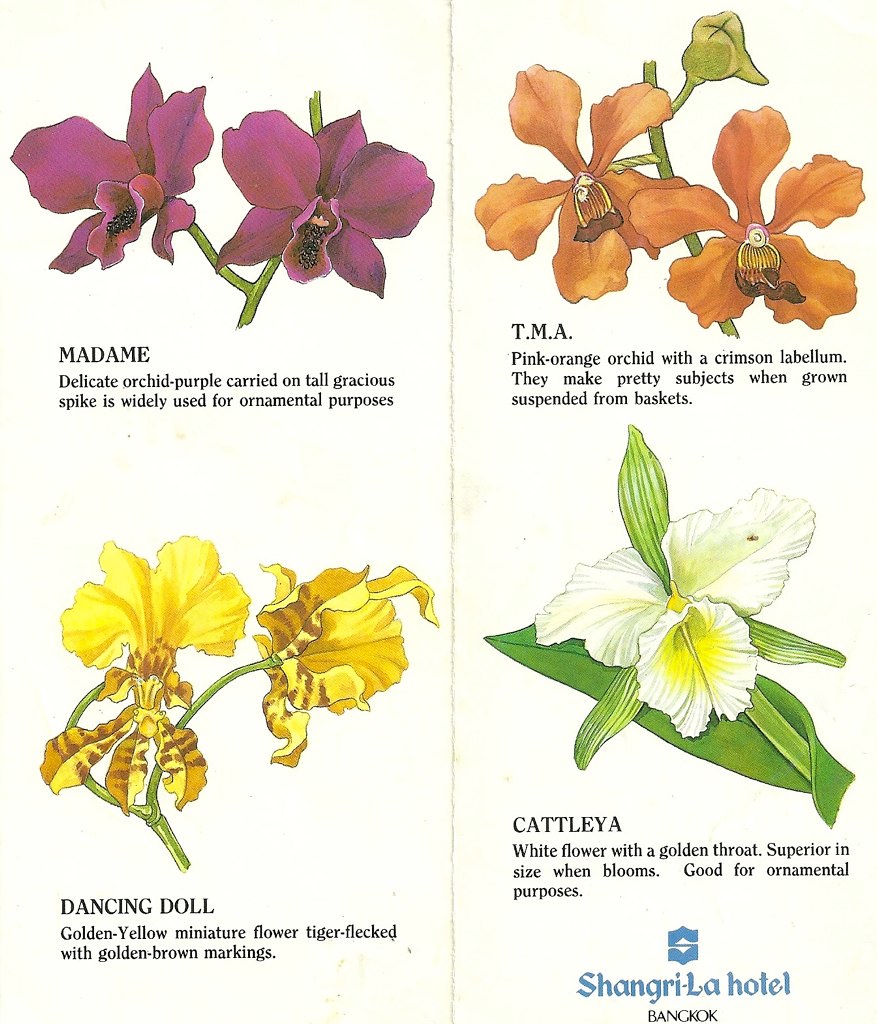 MADAME
Delicate orchid-purple carried on tall gracious
spike is widely used for ornamental purposes
T.M.A.
Pink-orange orchid with a crimson labellum.
They make pretty subjects when grown
suspended from baskets.
DANCING DOLL
Golden-Yellow miniature flower tiger-flecked
with golden-brown markings.
CATTLEYA
White flower with a golden throat. Superior in
size when blooms. Good for ornamental
purposes.
Shangri-La hotel
BANGKOK